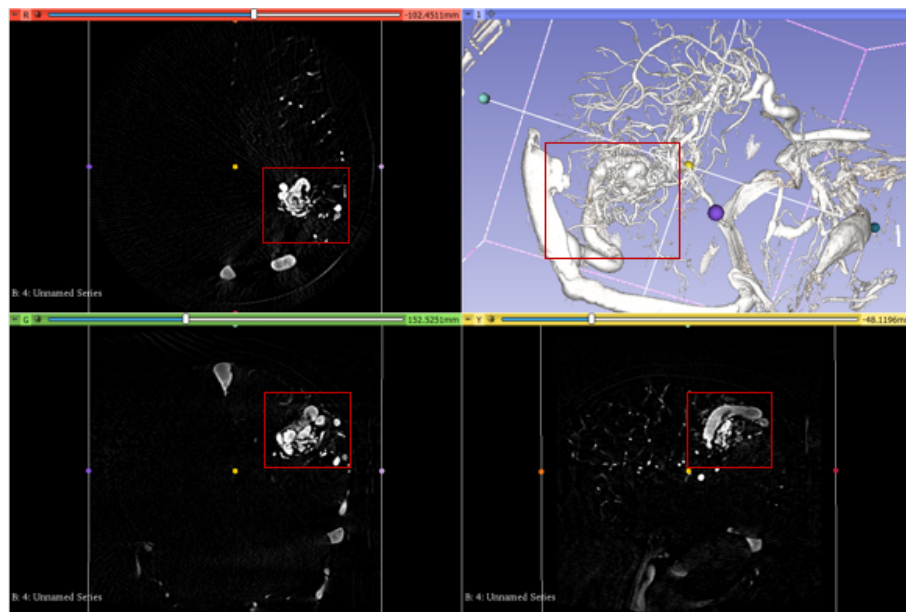 R -102.4511mm
1
B: 4: Unnamed Series
G 152.5251mm
Y -48.1196mm
B: 4: Unnamed Series
B: 4: Unnamed Series